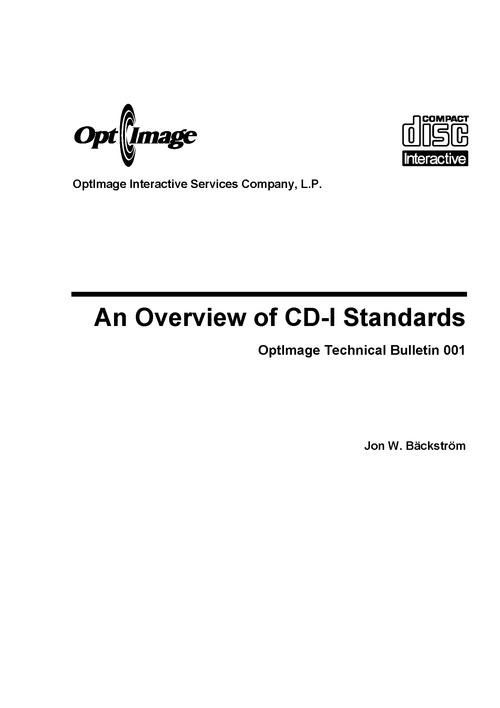 OptImage
COMPACT
disc
Interactive
OptImage Interactive Services Company, L.P.
An Overview of CD-I Standards
OptImage Technical Bulletin 001
Jon W. Bäckström